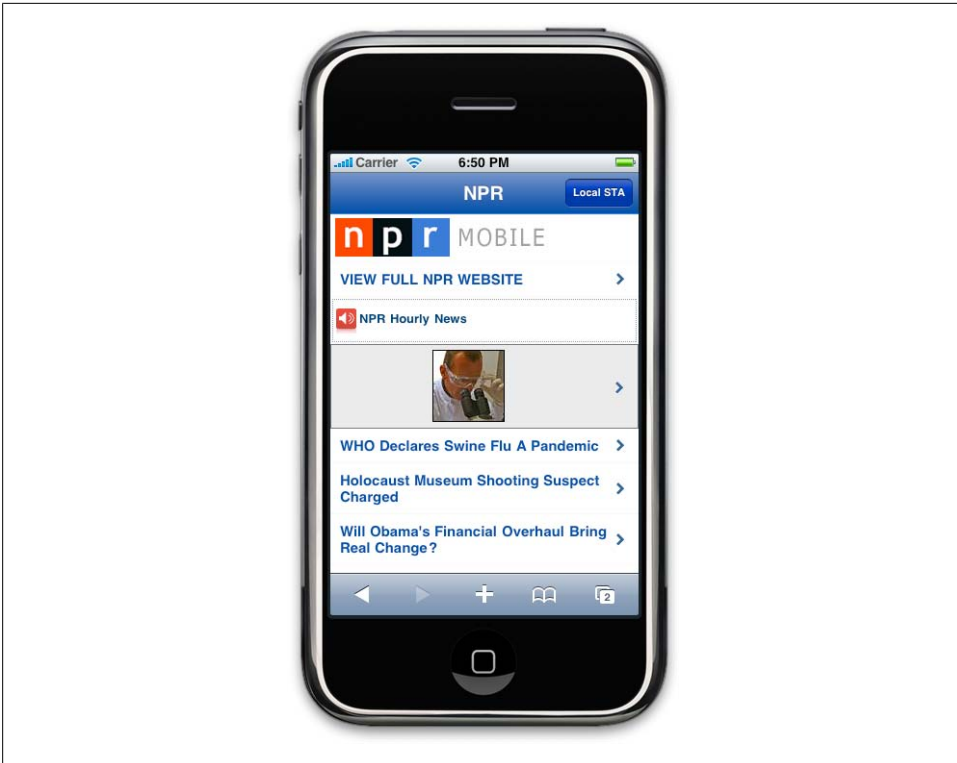 Carrier 6:50 PM
NPR Local STA
npr MOBILE
VIEW FULL NPR WEBSITE
NPR Hourly News
WHO Declares Swine Flu A Pandemic
Holocaust Museum Shooting Suspect
Charged
Will Obama's Financial Overhaul Bring
Real Change?
2